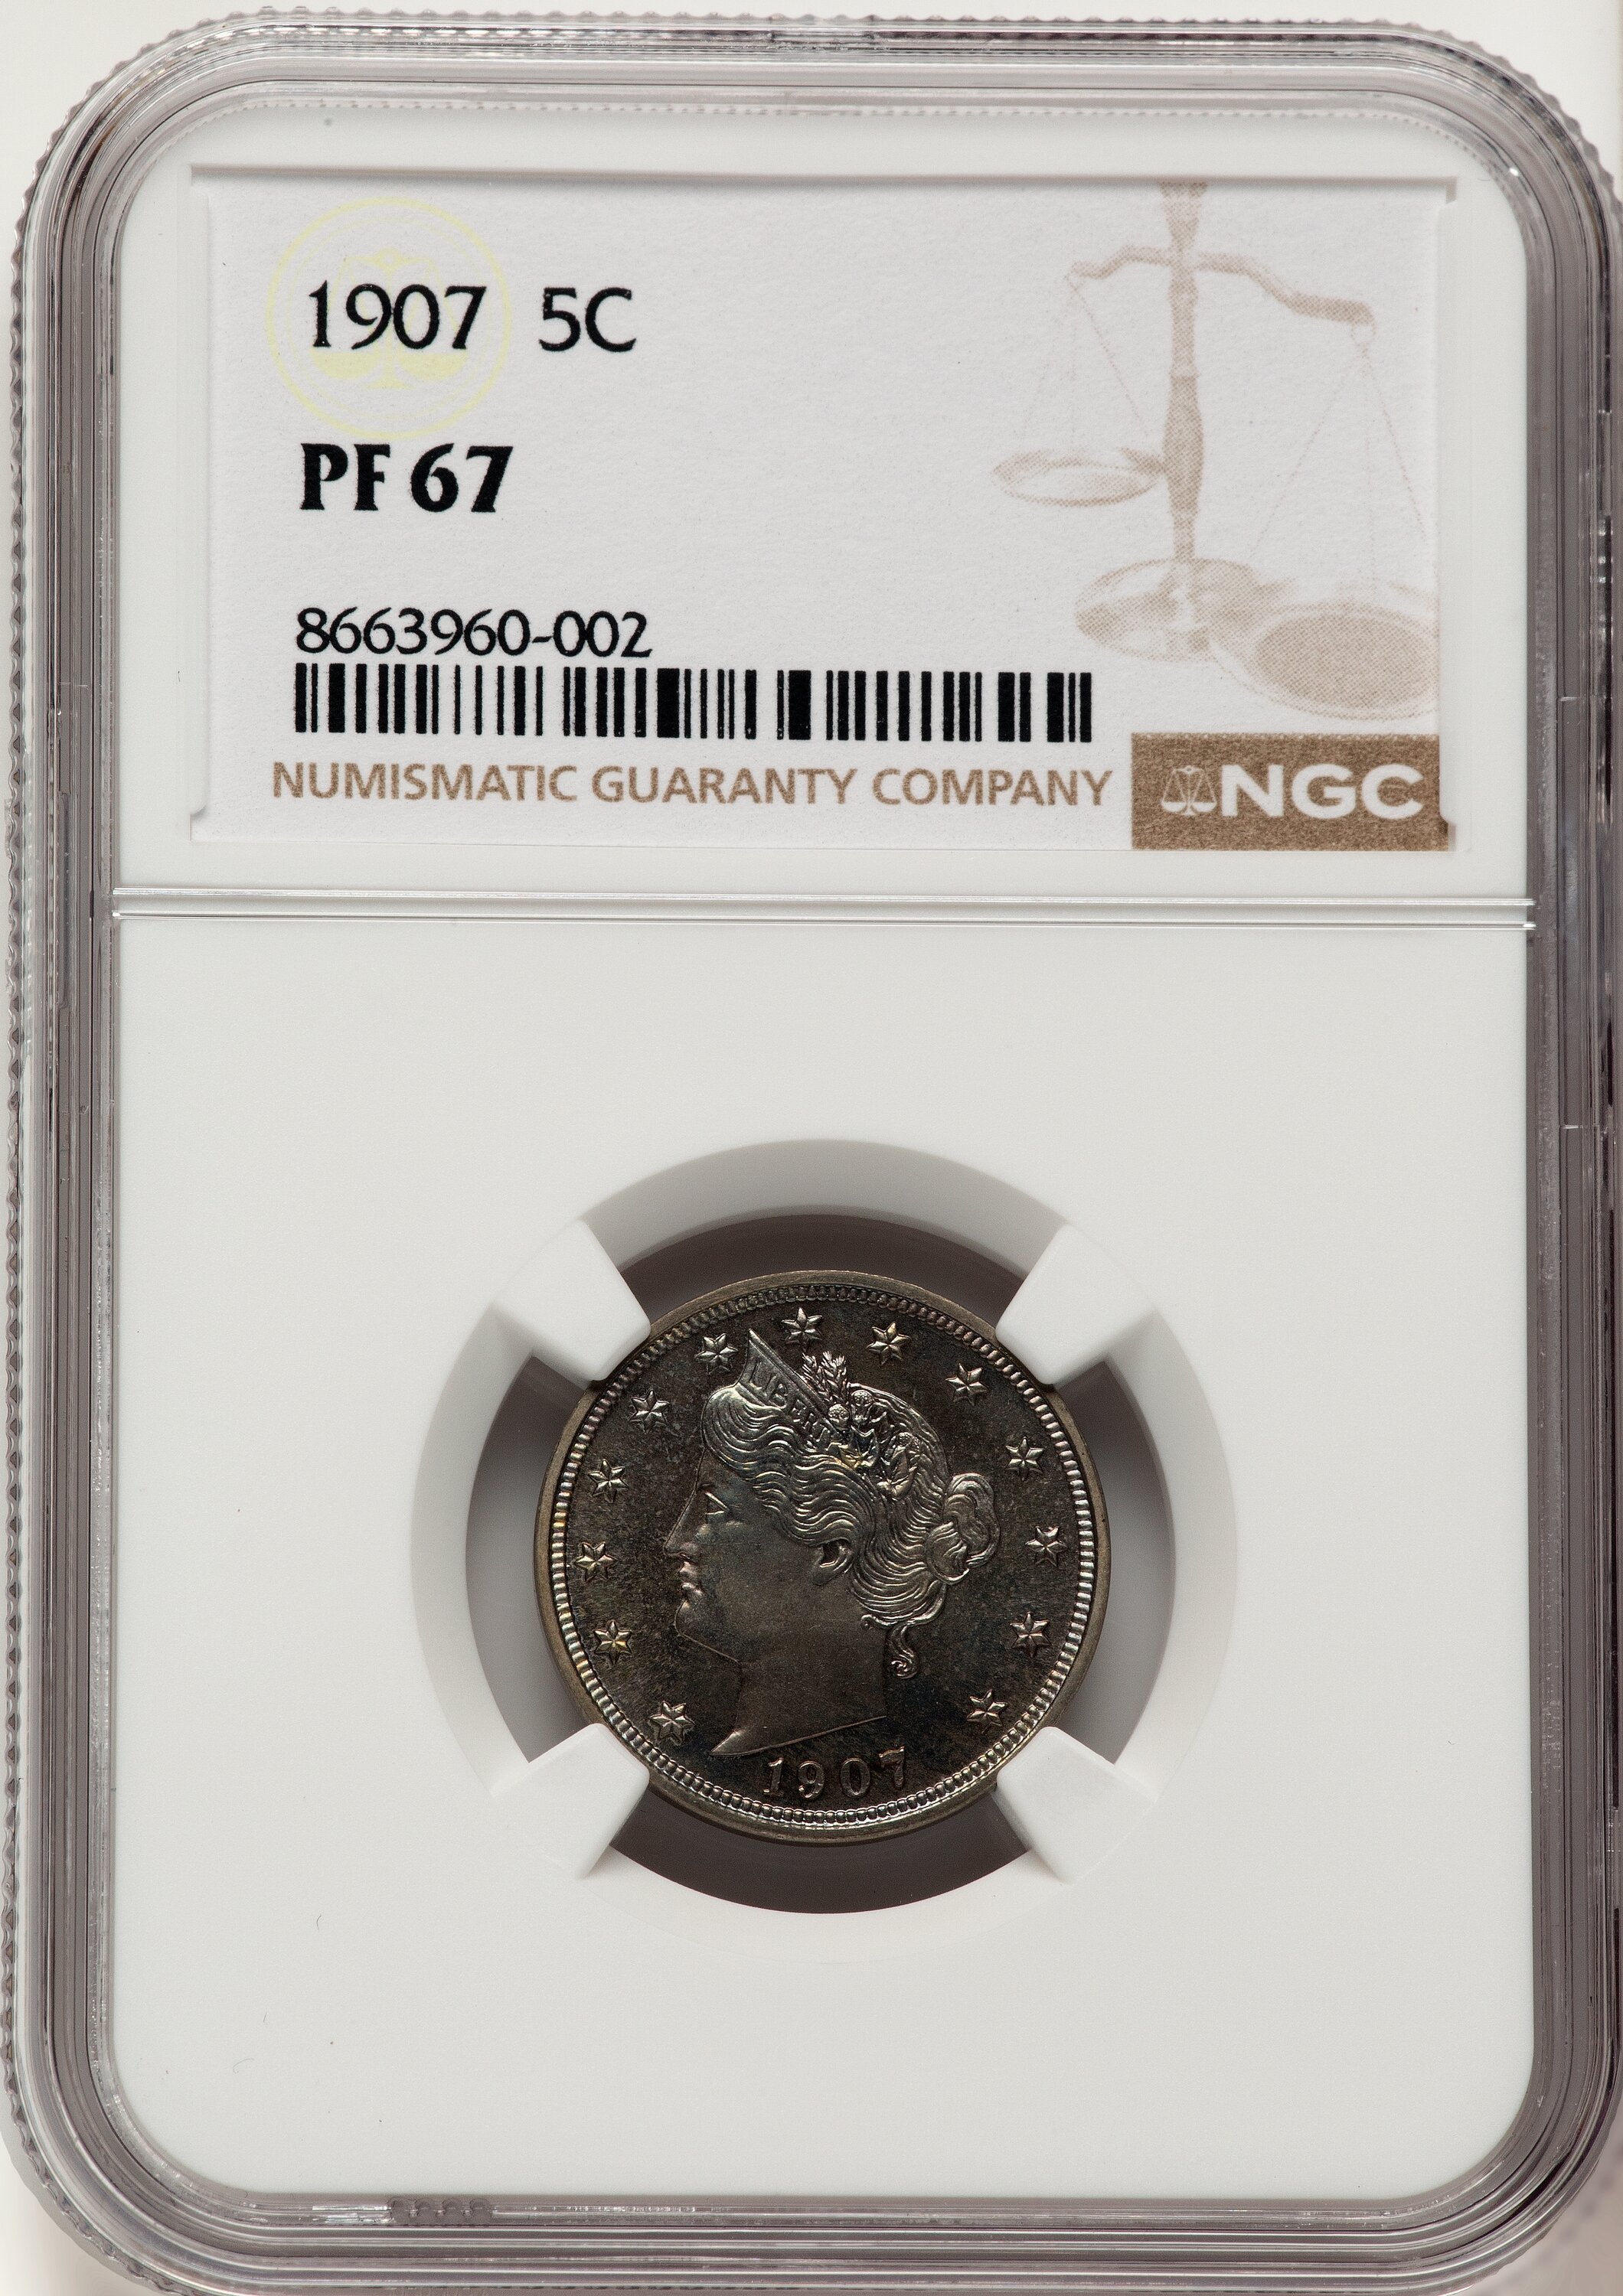 1907 5C
PF 67
8663960-002
NUMISMATIC GUARANTY COMPANY
NGC
LIBERTY
1907